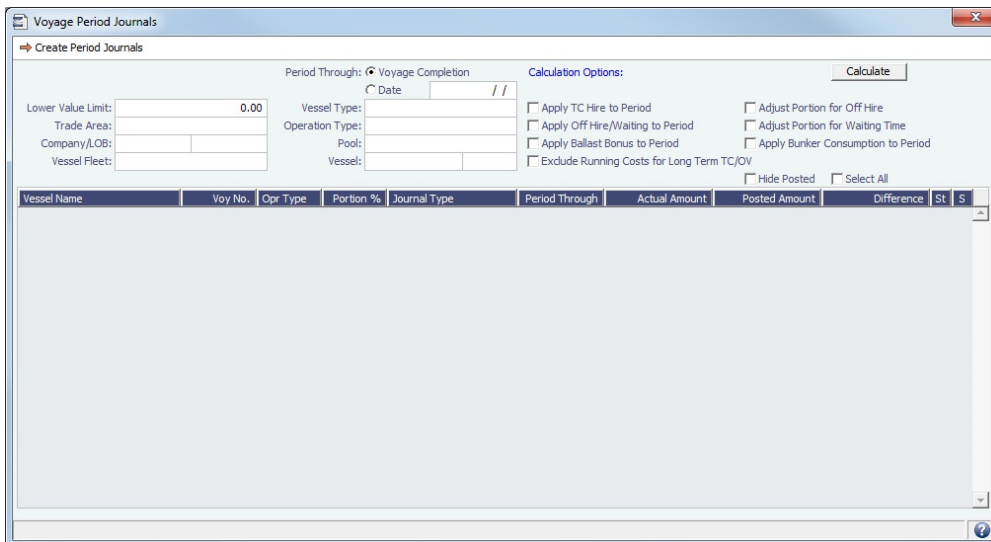 Voyage Period Journals
Create Period Journals
Period Through: Voyage Completion Calculation Options: Calculate
Date / /
Lower Value Limit: 0.00 Vessel Type: Apply TC Hire to Period Adjust Portion for Off Hire
Trade Area: Operation Type: Apply Off Hire/Waiting to Period Adjust Portion for Waiting Time
Company/LOB: Pool: Apply Ballast Bonus to Period Apply Bunker Consumption to Period
Vessel Fleet: Vessel: Exclude Running Costs for Long Term TC/OV
Hide Posted Select All
Vessel Name Voy No. Opr Type Portion % Journal Type Period Through Actual Amount Posted Amount Difference St S